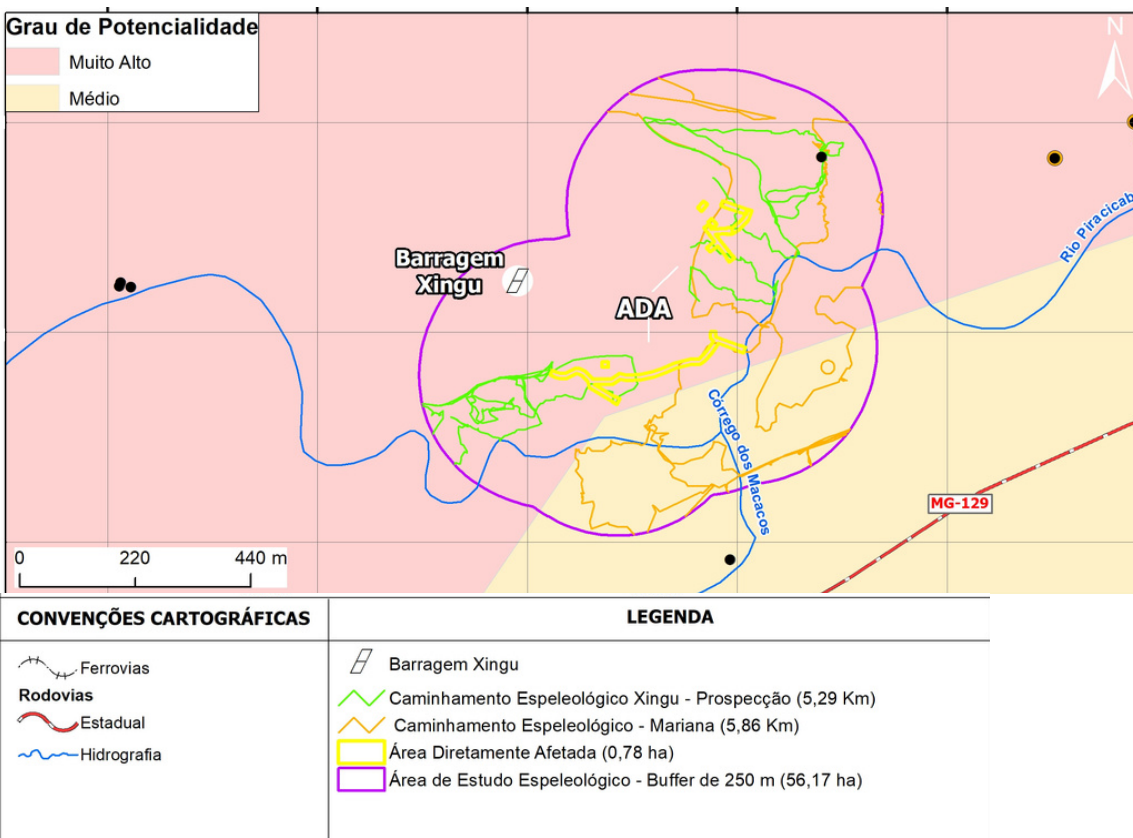 Grau de Potencialidade
Muito Alto
Médio
N
Barragem
Xingu
ADA
Rio Piracicab
Córrego dos Macacos
MG-129
0 220 440 m
CONVENÇÕES CARTOGRÁFICAS
Ferrovias
Rodovias
Estadual
Hidrografia
LEGENDA
Barragem Xingu
Caminhamento Espeleológico Xingu - Prospecção (5,29 Km)
Caminhamento Espeleológico - Mariana (5,86 Km)
Área Diretamente Afetada (0,78 ha)
Área de Estudo Espeleológico - Buffer de 250 m (56,17 ha)